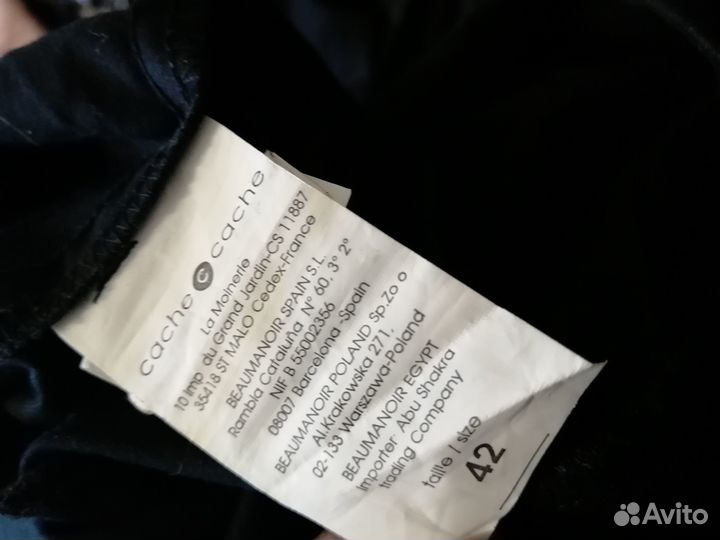 cache c cache
La Moinerie
10 imp. du Grand Jardin-CS 11887
35418 ST MALO Cedex-France
BEAUMANOIR SPAIN S.L.
Rambla Cataluña Nº 60, 3º 2º
NIF B 55002356
08007 Barcelona -Spain
BEAUMANOIR POLAND Sp.Zo o
Al.Krakowska 271,
02-133 Warszawa-Poland
BEAUMANOIR EGYPT
Importer: Abu Shakra
trading Company
taille / size
42
Avito